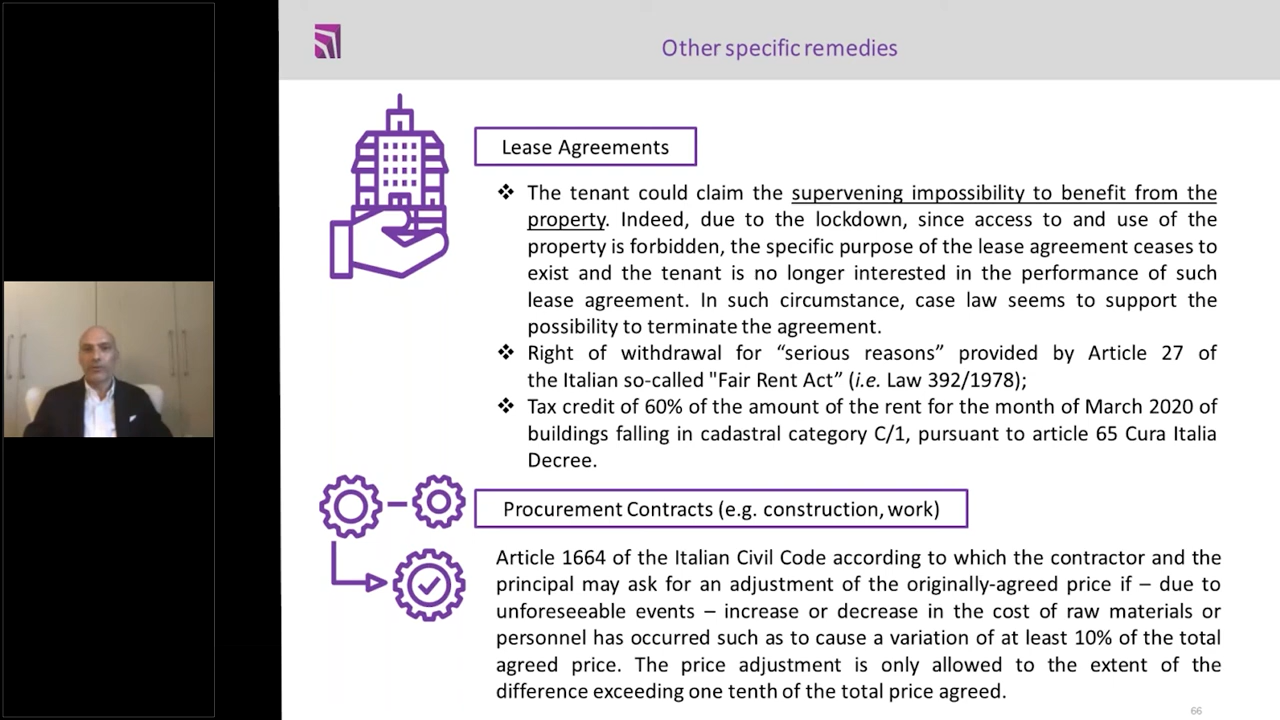 Other specific remedies
Lease Agreements
❖ The tenant could claim the supervening impossibility to benefit from the
property. Indeed, due to the lockdown, since access to and use of the
property is forbidden, the specific purpose of the lease agreement ceases to
exist and the tenant is no longer interested in the performance of such
lease agreement. In such circumstance, case law seems to support the
possibility to terminate the agreement.
❖ Right of withdrawal for “serious reasons” provided by Article 27 of
the Italian so-called "Fair Rent Act” (i.e. Law 392/1978);
❖ Tax credit of 60% of the amount of the rent for the month of March 2020 of
buildings falling in cadastral category C/1, pursuant to article 65 Cura Italia
Decree.
Procurement Contracts (e.g. construction, work)
Article 1664 of the Italian Civil Code according to which the contractor and the
principal may ask for an adjustment of the originally-agreed price if – due to
unforeseeable events – increase or decrease in the cost of raw materials or
personnel has occurred such as to cause a variation of at least 10% of the total
agreed price. The price adjustment is only allowed to the extent of the
difference exceeding one tenth of the total price agreed.
66